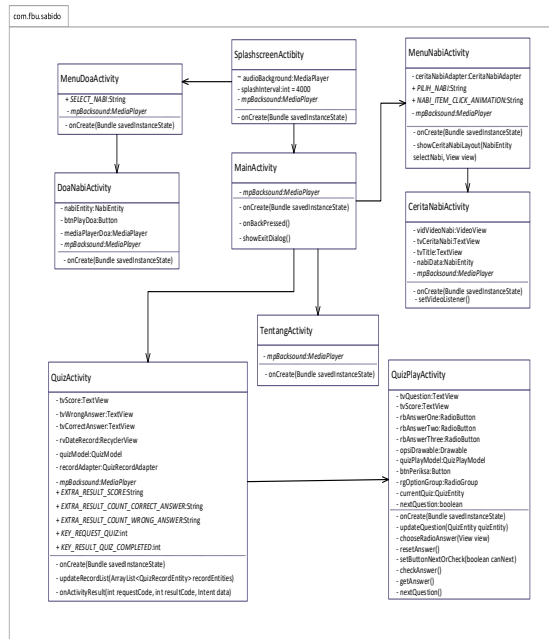 com.fbu.sabido
SplashscreenActibity
~ audioBackground:MediaPlayer
- splashInterval:int = 4000
- mpBacksound:MediaPlayer
- onCreate(Bundle savedInstanceState)
MenuDoaActivity
+ SELECT_NABI:String
- mpBacksound:MediaPlayer
- onCreate(Bundle savedInstanceState)
MenuNabiActivity
- ceritaNabiAdapter:CeritaNabiAdapter
+ PILIH_NABI:String
+ NABI_ITEM_CLICK_ANIMATION:String
- mpBacksound:MediaPlayer
- onCreate(Bundle savedInstanceState)
- showCeritaNabiLayout(NabiEntity
selectNabi, View view)
DoaNabiActivity
- nabiEntity:NabiEntity
- btnPlayDoa:Button
- mediaPlayerDoa:MediaPlayer
- mpBacksound:MediaPlayer
- onCreate(Bundle savedInstanceState)
MainActivity
- mpBacksound:MediaPlayer
- onCreate(Bundle savedInstanceState)
- onBackPressed()
- showExitDialog()
CeritaNabiActivity
- vidVideoNabi:VideoView
- tvCeritaNabi:TextView
- tvTitle:TextView
- nabiData:NabiEntity
- mpBacksound:MediaPlayer
- onCreate(Bundle savedInstanceState)
- setVideoListener()
TentangActivity
- mpBacksound:MediaPlayer
- onCreate(Bundle savedInstanceState)
QuizActivity
- tvScore:TextView
- tvWrongAnswer:TextView
- tvCorrectAnswer:TextView
- rvDateRecord:RecyclerView
- quizModel:QuizModel
- recordAdapter:QuizRecordAdapter
- mpBacksound:MediaPlayer
+ EXTRA_RESULT_SCORE:String
+ EXTRA_RESULT_COUNT_CORRECT_ANSWER:String
+ EXTRA_RESULT_COUNT_WRONG_ANSWER:String
+ KEY_REQUEST_QUIZ:int
+ KEY_RESULT_QUIZ_COMPLETED:int
- onCreate(Bundle savedInstanceState)
- updateRecordList(ArrayList<QuizRecordEntity> recordEntities)
- onActivityResult(int requestCode, int resultCode, Intent data)
QuizPlayActivity
- tvQuestion:TextView
- tvScore:TextView
- rbAnswerOne:RadioButton
- rbAnswerTwo:RadioButton
- rbAnswerThree:RadioButton
- opsiDrawable:Drawable
- quizPlayModel:QuizPlayModel
- btnPeriksa:Button
- rgOptionGroup:RadioGroup
- currentQuiz:QuizEntity
- nextQuestion:boolean
- onCreate(Bundle savedInstanceState)
- updateQuestion(QuizEntity quizEntity)
- chooseRadioAnswer(View view)
- resetAnswer()
- setButtonNextOrCheck(boolean canNext)
- checkAnswer()
- getAnswer()
- nextQuestion()